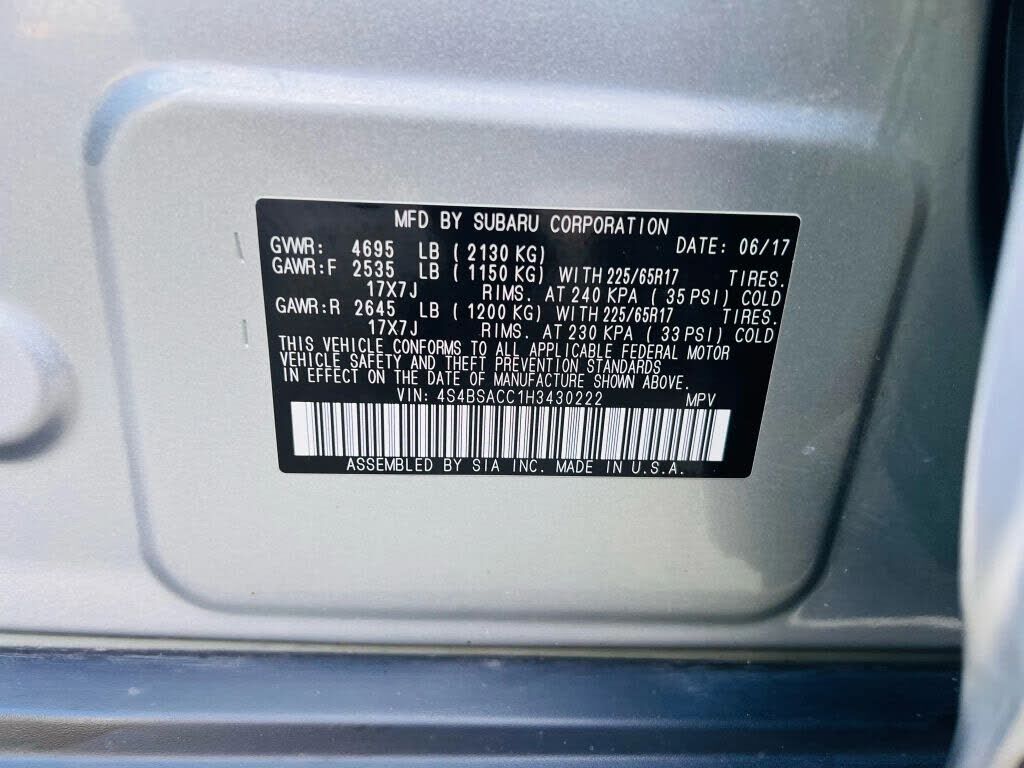 MFD BY SUBARU CORPORATION
GVWR: 4695 LB ( 2130 KG) DATE: 06/17
GAWR:F 2535 LB ( 1150 KG) WITH 225/65R17 TIRES.
17X7J RIMS. AT 240 KPA ( 35 PSI) COLD
GAWR:R 2645 LB ( 1200 KG) WITH 225/65R17 TIRES.
17X7J RIMS. AT 230 KPA ( 33 PSI) COLD
THIS VEHICLE CONFORMS TO ALL APPLICABLE FEDERAL MOTOR
VEHICLE SAFETY AND THEFT PREVENTION STANDARDS
IN EFFECT ON THE DATE OF MANUFACTURE SHOWN ABOVE.
VIN: 4S4BSACC1H3430222 MPV
ASSEMBLED BY SIA INC. MADE IN U.S.A.